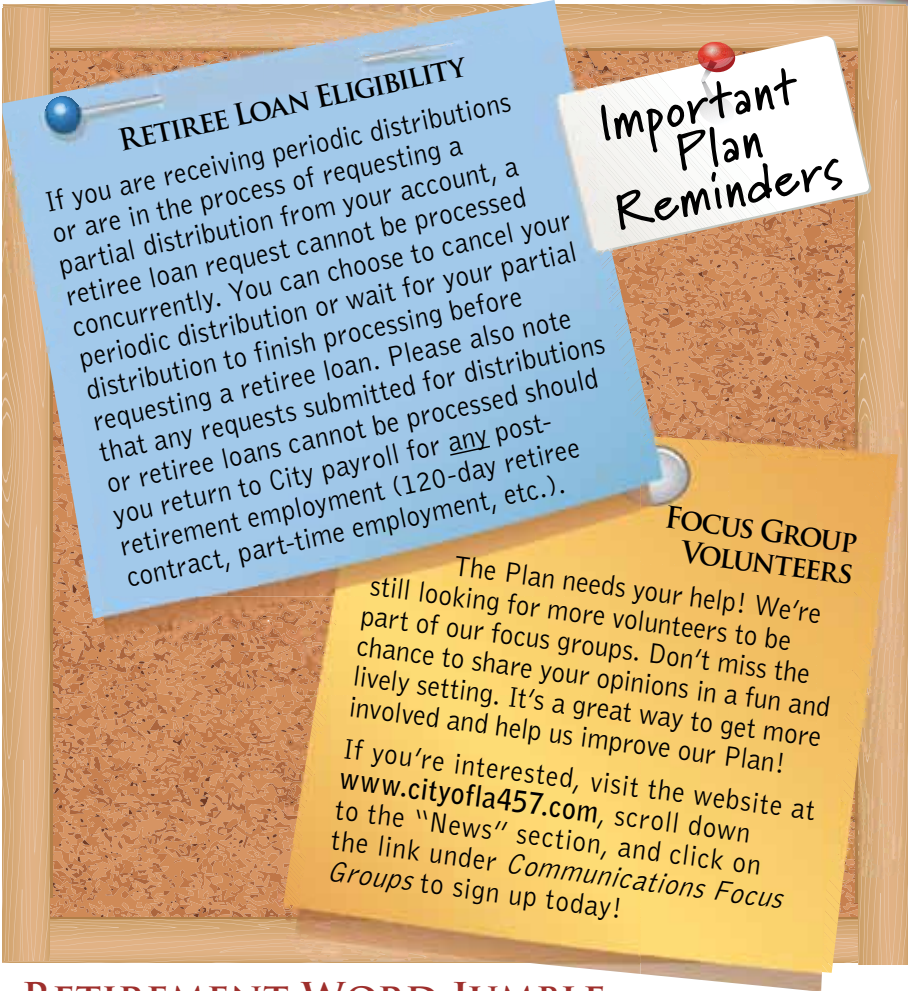 RETIREE LOAN ELIGIBILITY
If you are receiving periodic distributions
or are in the process of requesting a
partial distribution from your account, a
retiree loan request cannot be processed
concurrently. You can choose to cancel your
periodic distribution or wait for your partial
distribution to finish processing before
requesting a retiree loan. Please also note
that any requests submitted for distributions
or retiree loans cannot be processed should
you return to City payroll for any post-
retirement employment (120-day retiree
contract, part-time employment, etc.).
Important
Plan
Reminders
FOCUS GROUP
VOLUNTEERS
The Plan needs your help! We're
still looking for more volunteers to be
part of our focus groups. Don't miss the
chance to share your opinions in a fun and
lively setting. It's a great way to get more
involved and help us improve our Plan!
If you're interested, visit the website at
www.cityofla457.com, scroll down
to the "News" section, and click on
the link under Communications Focus
Groups to sign up today!
RETIREMENT WORD JUMBLE